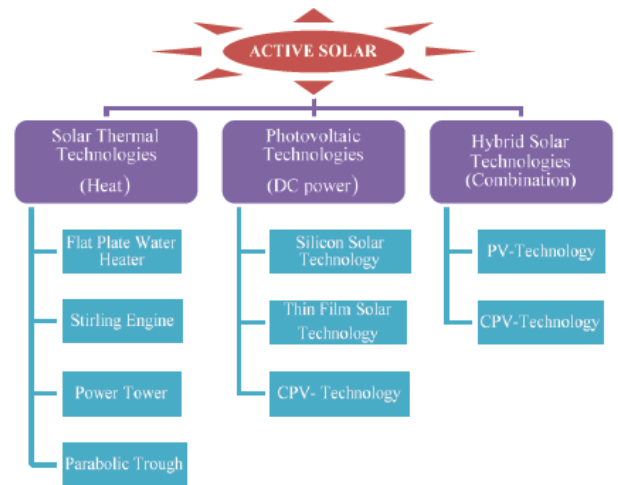 ACTIVE SOLAR
Solar Thermal
Technologies
(Heat)
Photovoltaic
Technologies
(DC power)
Hybrid Solar
Technologies
(Combination)
Flat Plate Water
Heater
Stirling Engine
Power Tower
Parabolic Trough
Silicon Solar
Technology
Thin Film Solar
Technology
CPV- Technology
PV-Technology
CPV-Technology